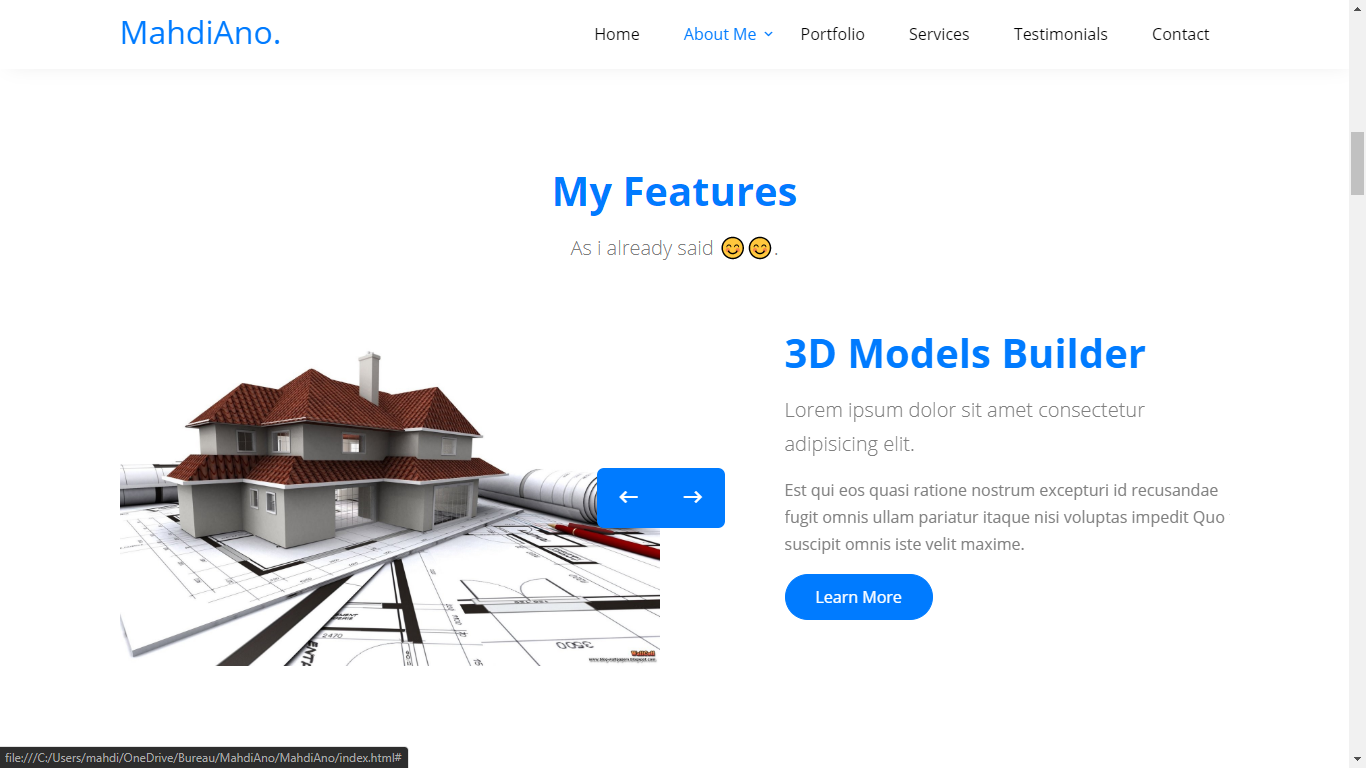 MahdiAno.
Home About Me Portfolio Services Testimonials Contact
My Features
As i already said 😊😊.
3D Models Builder
Lorem ipsum dolor sit amet consectetur
adipisicing elit.
Est qui eos quasi ratione nostrum excepturi id recusandae
fugit omnis ullam pariatur itaque nisi voluptas impedit Quo
suscipit omnis iste velit maxime.
Learn More
2470
3500
file:///C:/Users/mahdi/OneDrive/Bureau/MahdiAno/MahdiAno/index.html#